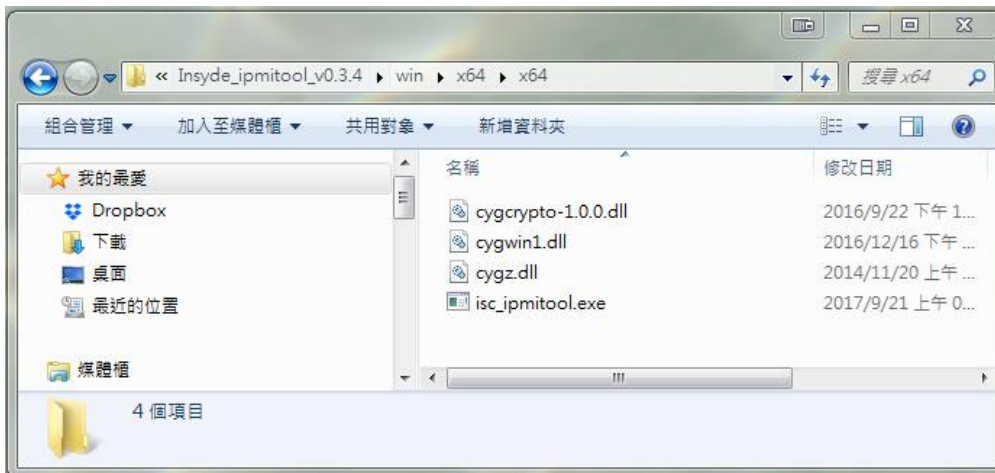 « Insyde_ipmitool_v0.3.4 ▸ win ▸ x64 ▸ x64
搜尋 x64
組合管理 ▼ 加入至媒體櫃 ▼ 共用對象 ▼ 新增資料夾
我的最愛
Dropbox
下載
桌面
最近的位置
媒體櫃
名稱 修改日期
cygcrypto-1.0.0.dll 2016/9/22 下午 1...
cygwin1.dll 2016/12/16 下午 ...
cygz.dll 2014/11/20 上午 ...
isc_ipmitool.exe 2017/9/21 上午 0...
4 個項目